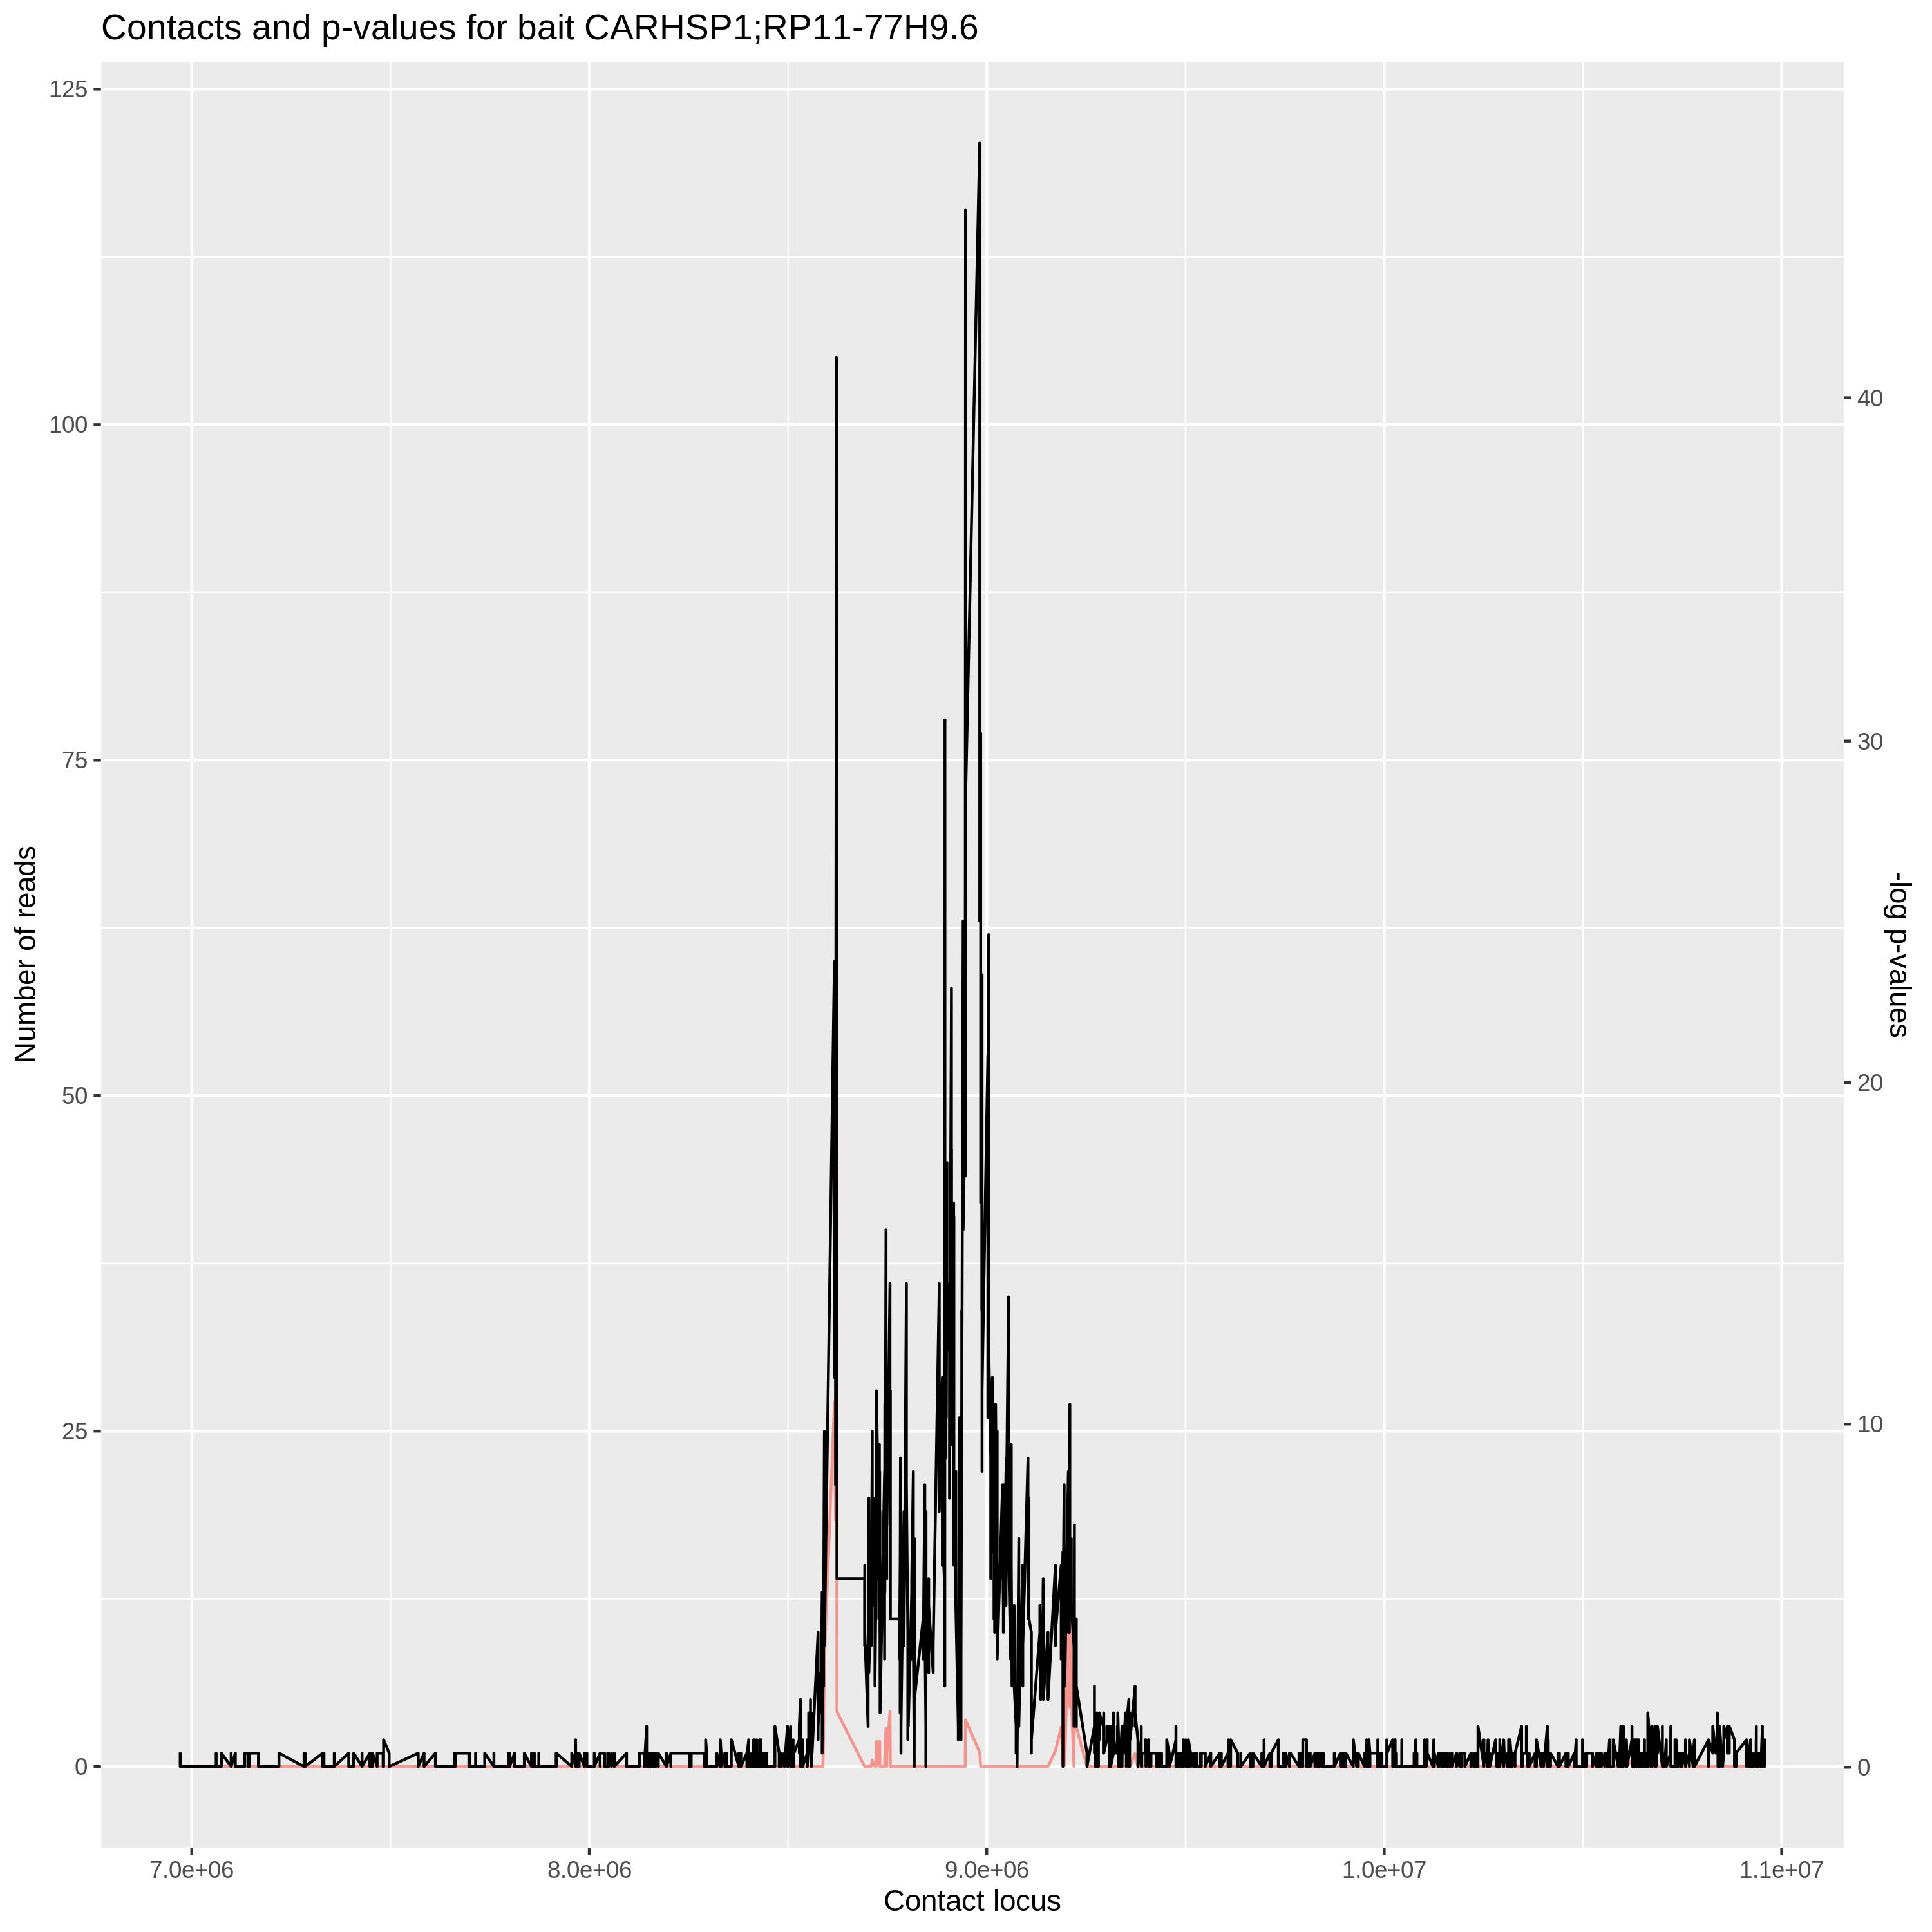 Contacts and p-values for bait CARHSP1;RP11-77H9.6
125
100
75
50
25
0
40
30
20
10
0
Number of reads
-log p-values
7.0e+06 8.0e+06 9.0e+06 1.0e+07 1.1e+07
Contact locus